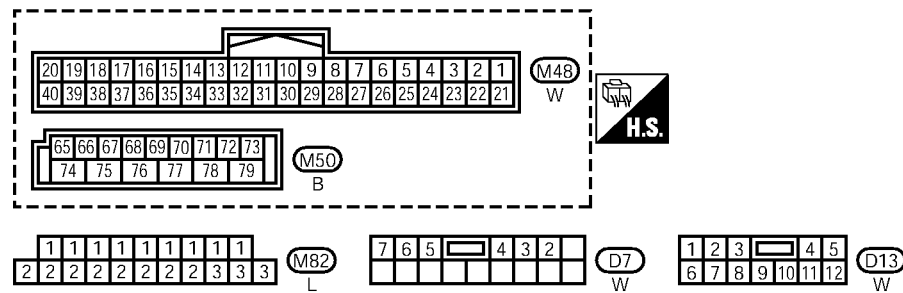 20 19 18 17 16 15 14 13 12 11 10 9 8 7 6 5 4 3 2 1
40 39 38 37 36 35 34 33 32 31 30 29 28 27 26 25 24 23 22 21
M48
W
H.S.
65 66 67 68 69 70 71 72 73
74 75 76 77 78 79
M50
B
1 1 1 1 1 1 1 1 1
2 2 2 2 2 2 2 2 3 3 3
M82
L
7 6 5 4 3 2
D7
W
1 2 3 4 5
6 7 8 9 10 11 12
D13
W